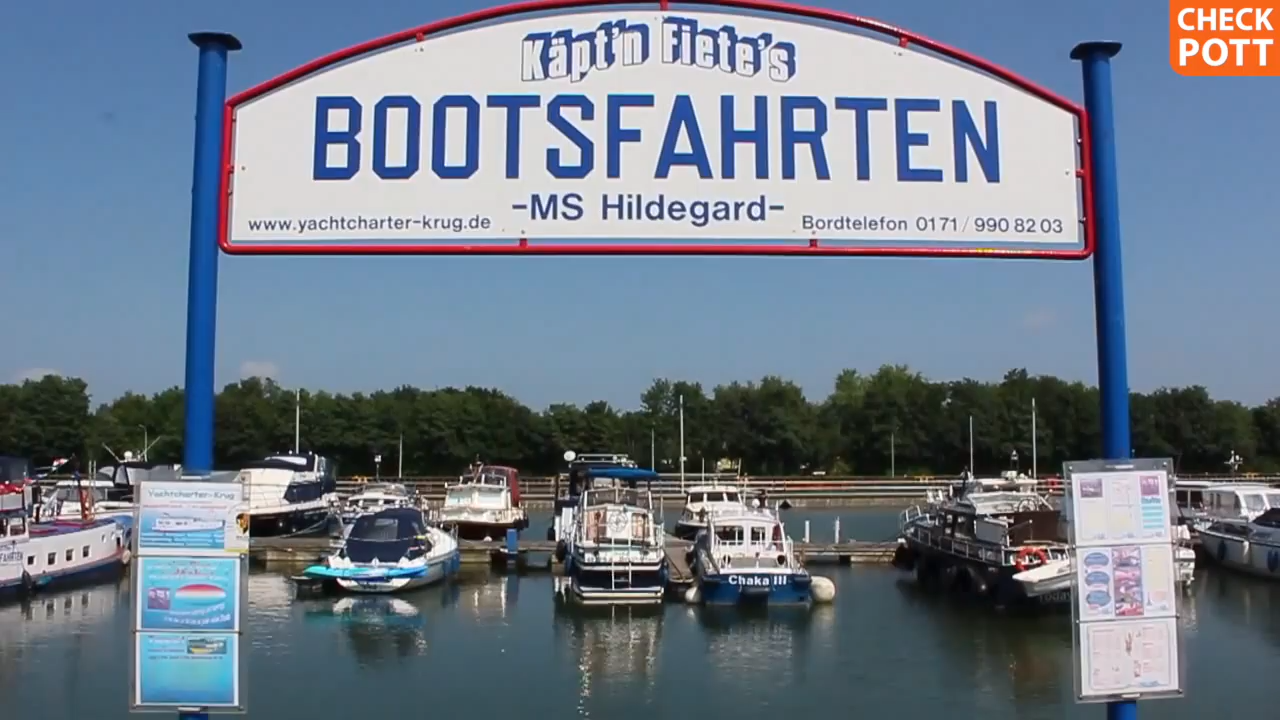 CHECK
POTT
Käpt'n Fiete's
BOOTSFAHRTEN
-MS Hildegard-
www.yachtcharter-krug.de
Bordtelefon 0171/990 82 03
Yachtcharter-Krug
Chaka III